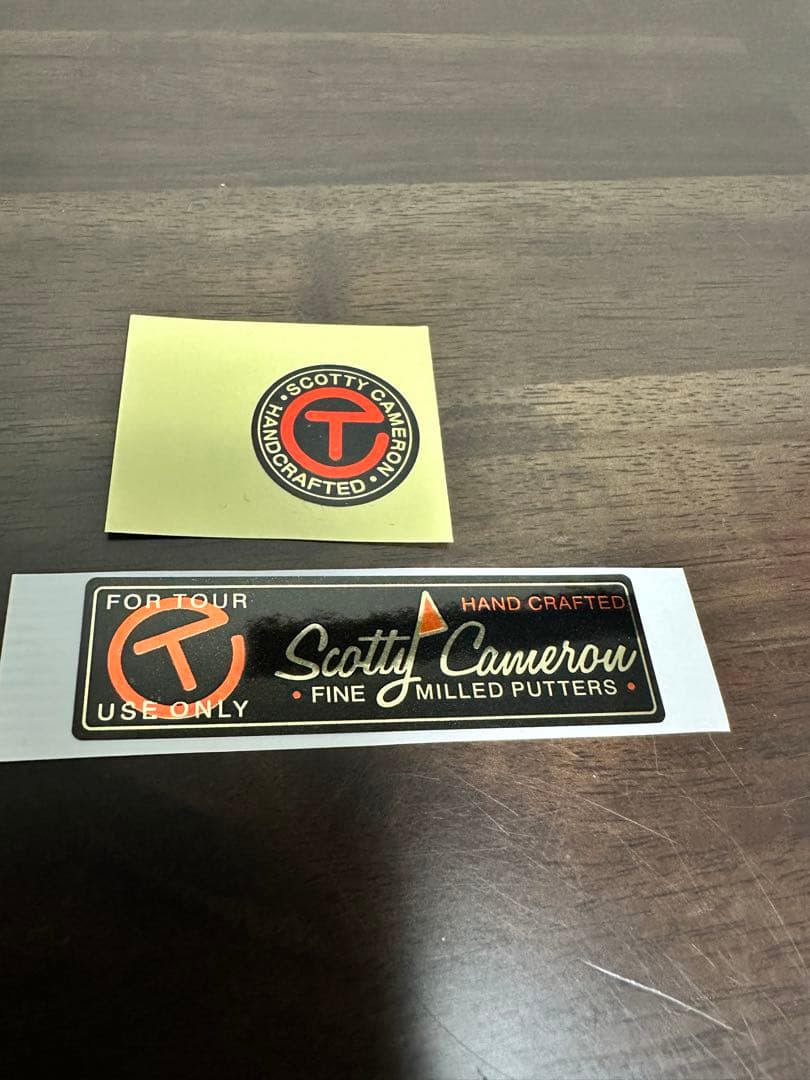 • SCOTTY CAMERON •
HANDCRAFTED
T
FOR TOUR
T
USE ONLY
HAND CRAFTED
Scotty Cameron
• FINE MILLED PUTTERS •